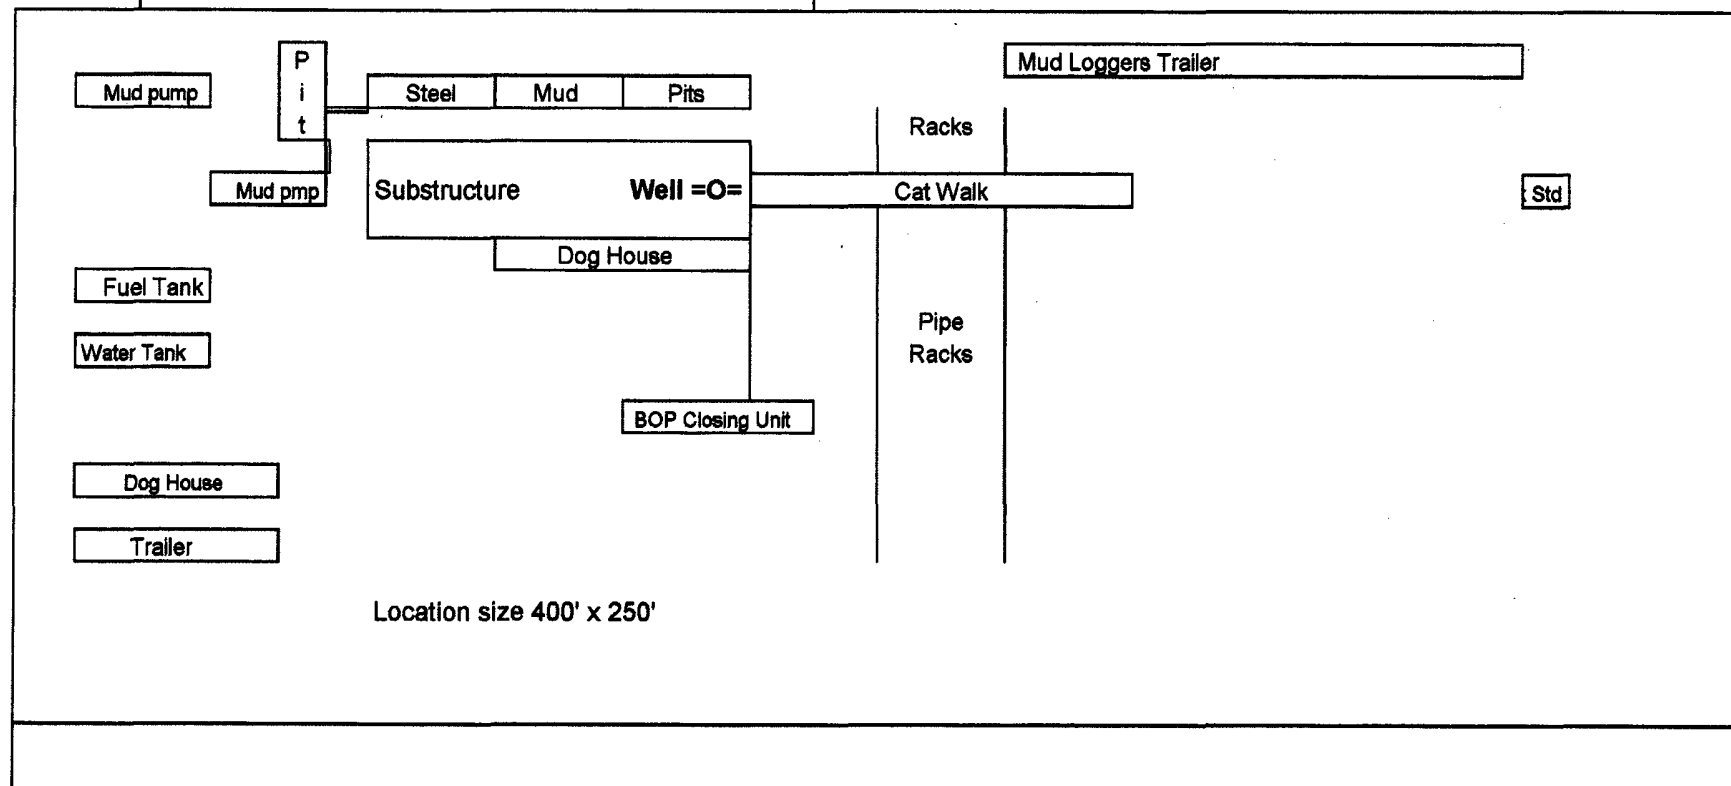 Mud Loggers Trailer
P
i
t
Mud pump
Steel Mud Pits
Racks
Mud pmp
Substructure Well =O=
Cat Walk
Std
Dog House
Fuel Tank
Pipe
Racks
Water Tank
BOP Closing Unit
Dog House
Trailer
Location size 400' x 250'